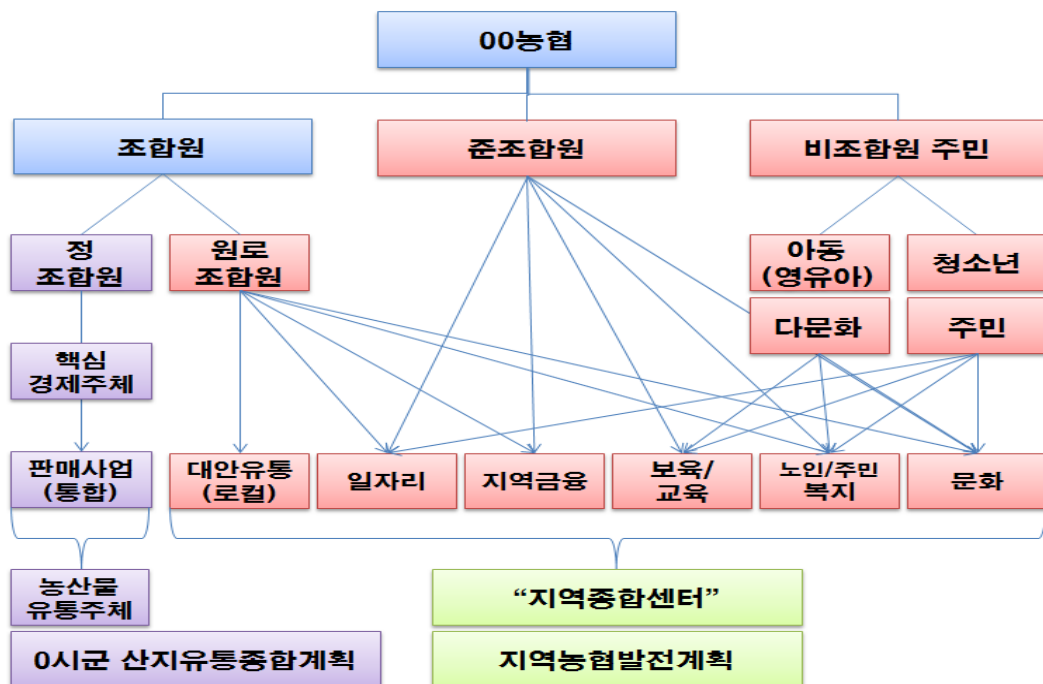 00농협
조합원
준조합원
비조합원 주민
정
조합원
원로
조합원
아동
(영유아)
청소년
다문화
주민
핵심
경제주체
판매사업
(통합)
대안유통
(로컬)
일자리
지역금융
보육/
교육
노인/주민
복지
문화
농산물
유통주체
“지역종합센터”
0시군 산지유통종합계획
지역농협발전계획